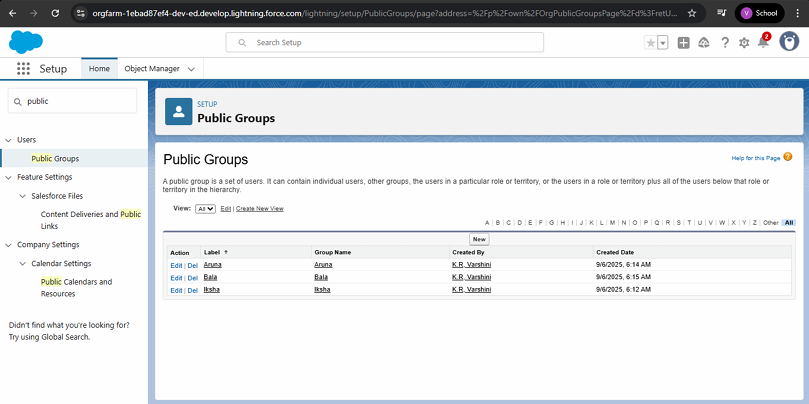 orgfarm-1ebad87ef4-dev-ed.develop.lightning.force.com/lightning/setup/PublicGroups/page?address=%2Fp%2Fown%2FOrgPublicGroupsPage%2Fd%3FretU...
V School
Search Setup
2
Setup
Home
Object Manager
public
Users
Public Groups
Feature Settings
Salesforce Files
Content Deliveries and Public
Links
Company Settings
Calendar Settings
Public Calendars and
Resources
Didn't find what you're looking for?
Try using Global Search.
SETUP
Public Groups
Public Groups
Help for this Page ?
A public group is a set of users. It can contain individual users, other groups, the users in a particular role or territory, or the users in a role or territory plus all of the users below that role or
territory in the hierarchy.
View: All Edit | Create New View
A | B | C | D | E | F | G | H | I | J | K | L | M | N | O | P | Q | R | S | T | U | V | W | X | Y | Z | Other | All
New
Action Label ↑ Group Name Created By Created Date
Edit | Del Aruna Aruna K.R, Varshini 9/6/2025, 6:14 AM
Edit | Del Bala Bala K.R, Varshini 9/6/2025, 6:15 AM
Edit | Del Iksha Iksha K.R, Varshini 9/6/2025, 6:12 AM